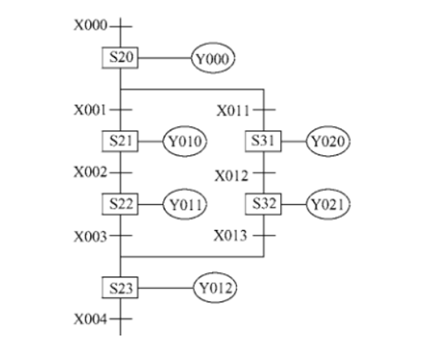 X000
S20 Y000
X001 X011
S21 Y010 S31 Y020
X002 X012
S22 Y011 S32 Y021
X003 X013
S23 Y012
X004